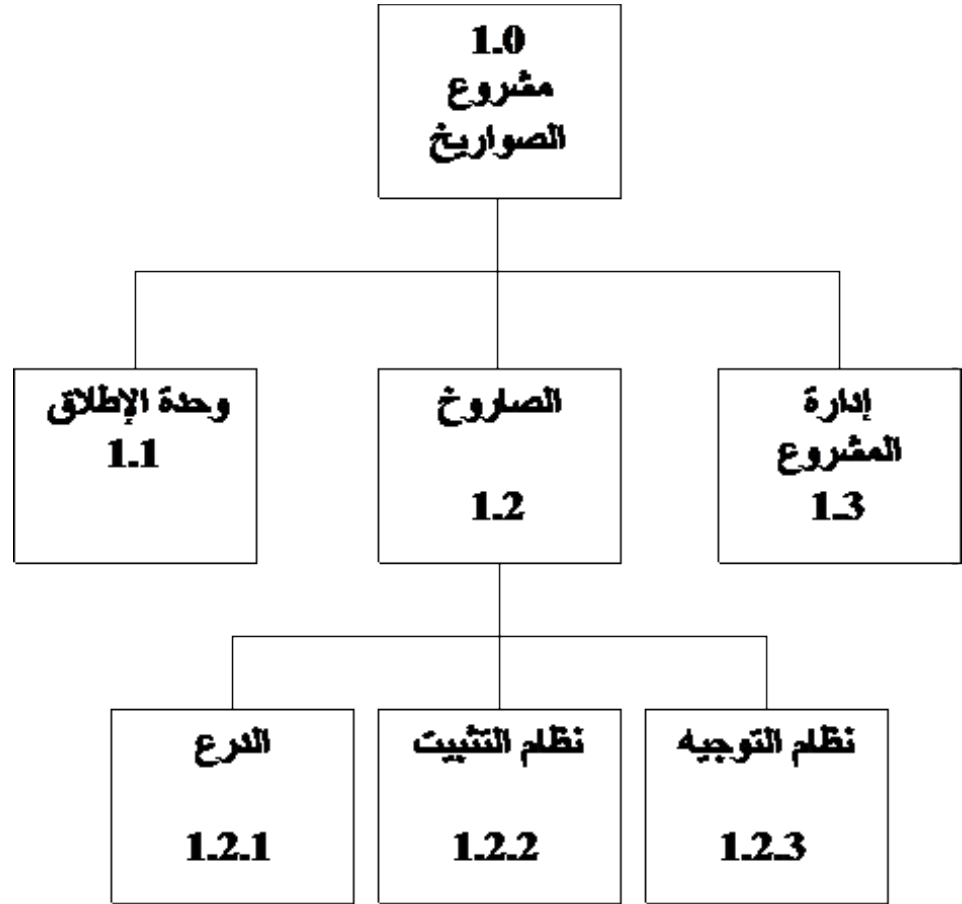 1.0
مشروع
الصواريخ
وحدة الإطلاق
1.1
الصاروخ
1.2
إدارة
المشروع
1.3
الدرع
1.2.1
نظام التثبيت
1.2.2
نظام التوجيه
1.2.3